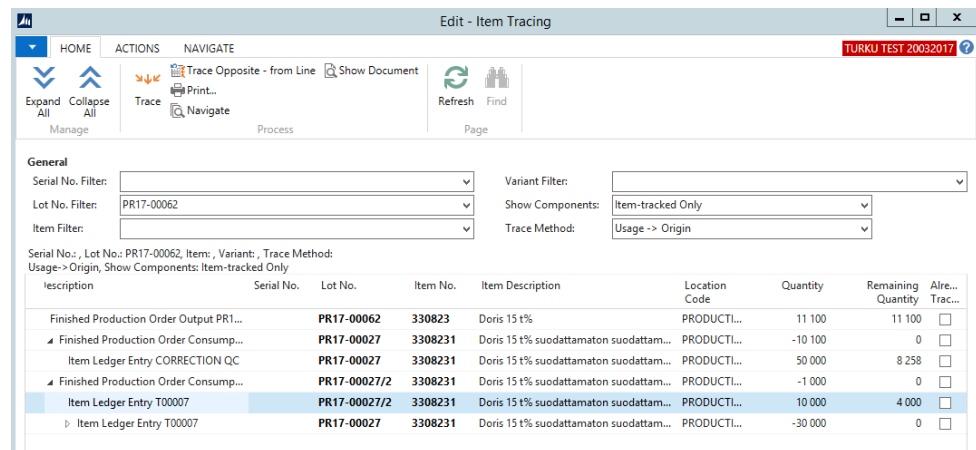 Edit - Item Tracing
HOME ACTIONS NAVIGATE TURKU TEST 20032017
Expand All
Collapse All
Trace
Trace Opposite - from Line
Show Document
Print...
Navigate
Refresh
Find
Manage Process Page
General
Serial No. Filter: Variant Filter:
Lot No. Filter: PR17-00062 Show Components: Item-tracked Only
Item Filter: Trace Method: Usage -> Origin
Serial No.: , Lot No.: PR17-00062, Item: , Variant: , Trace Method:
Usage->Origin, Show Components: Item-tracked Only
escription Serial No. Lot No. Item No. Item Description Location Code Quantity Remaining Quantity Alre... Trac...
Finished Production Order Output PR1... PR17-00062 330823 Doris 15 t% PRODUCTI... 11 100 11 100
Finished Production Order Consump... PR17-00027 3308231 Doris 15 t% suodattamaton suodattam... PRODUCTI... -10 100 0
Item Ledger Entry CORRECTION QC PR17-00027 3308231 Doris 15 t% suodattamaton suodattam... PRODUCTI... 50 000 8 258
Finished Production Order Consump... PR17-00027/2 3308231 Doris 15 t% suodattamaton suodattam... PRODUCTI... -1 000 0
Item Ledger Entry T00007 PR17-00027/2 3308231 Doris 15 t% suodattamaton suodattam... PRODUCTI... 10 000 4 000
Item Ledger Entry T00007 PR17-00027 3308231 Doris 15 t% suodattamaton suodattam... PRODUCTI... -30 000 0